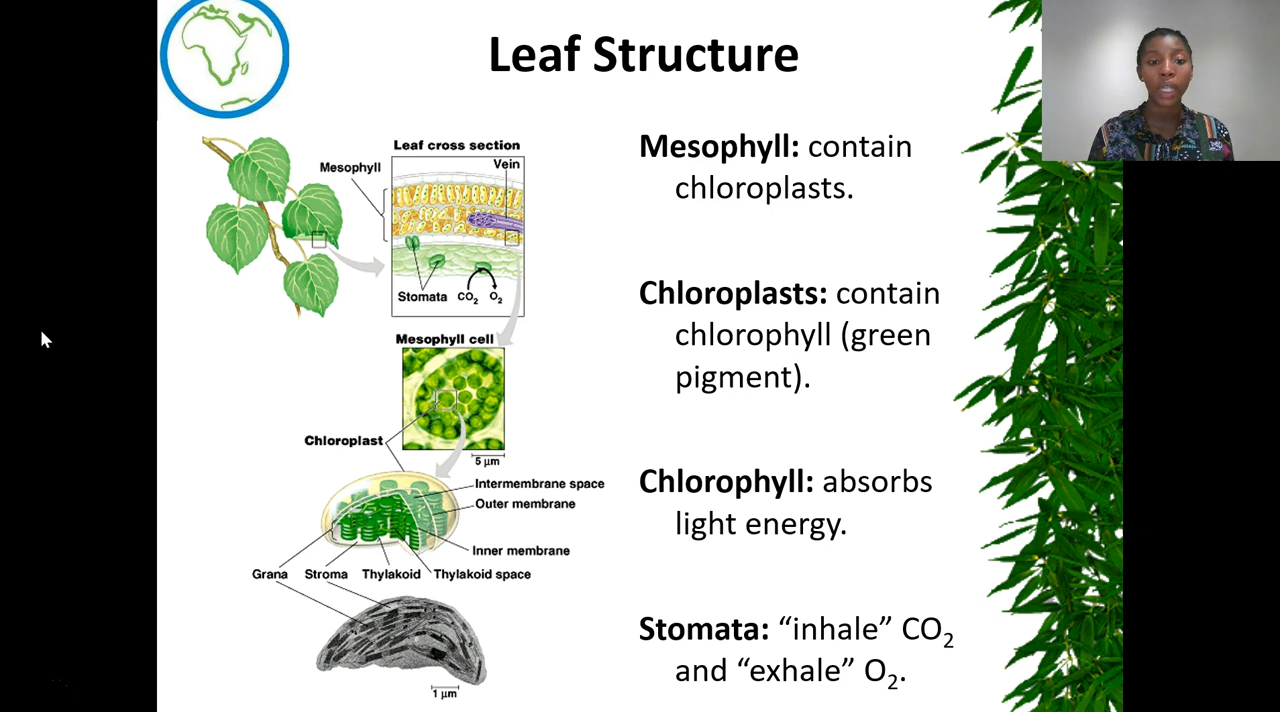 Leaf Structure
Leaf cross section
Vein
Mesophyll
Stomata
CO₂
O₂
Mesophyll cell
Chloroplast
5 µm
Intermembrane space
Outer membrane
Inner membrane
Grana
Stroma
Thylakoid
Thylakoid space
1 µm
Mesophyll: contain
chloroplasts.
Chloroplasts: contain
chlorophyll (green
pigment).
Chlorophyll: absorbs
light energy.
Stomata: “inhale” CO₂
and “exhale” O₂.